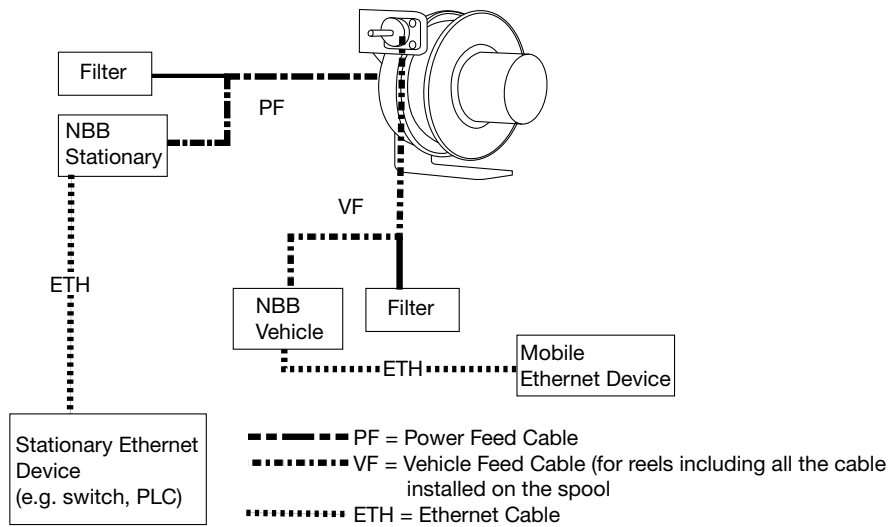 Filter
PF
NBB
Stationary
VF
ETH
NBB
Vehicle
Filter
ETH
Mobile
Ethernet Device
Stationary Ethernet
Device
(e.g. switch, PLC)
PF = Power Feed Cable
VF = Vehicle Feed Cable (for reels including all the cable
installed on the spool
ETH = Ethernet Cable